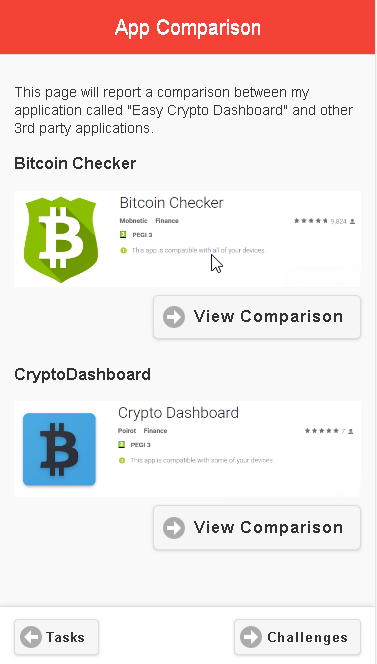 App Comparison
This page will report a comparison between my
application called "Easy Crypto Dashboard" and other
3rd party applications.
Bitcoin Checker
Bitcoin Checker
Mobnetic Finance 9,824
PEGI 3
This app is compatible with all of your devices.
View Comparison
CryptoDashboard
Crypto Dashboard
Poirot Finance 7
PEGI 3
This app is compatible with some of your devices.
View Comparison
Tasks Challenges